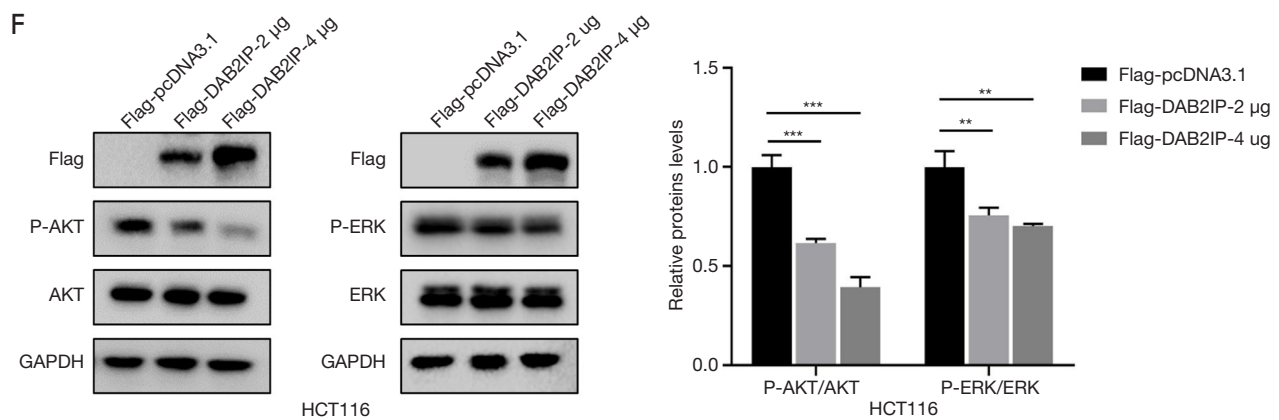 F
Flag-pcDNA3.1
Flag-DAB2IP-2 µg
Flag-DAB2IP-4 µg
Flag
P-AKT
AKT
GAPDH
Flag-pcDNA3.1
Flag-DAB2IP-2 µg
Flag-DAB2IP-4 µg
Flag
P-ERK
ERK
GAPDH
HCT116
Relative proteins levels
1.5
1.0
0.5
0.0
***
***
**
**
P-AKT/AKT
P-ERK/ERK
HCT116
Flag-pcDNA3.1
Flag-DAB2IP-2 µg
Flag-DAB2IP-4 ug